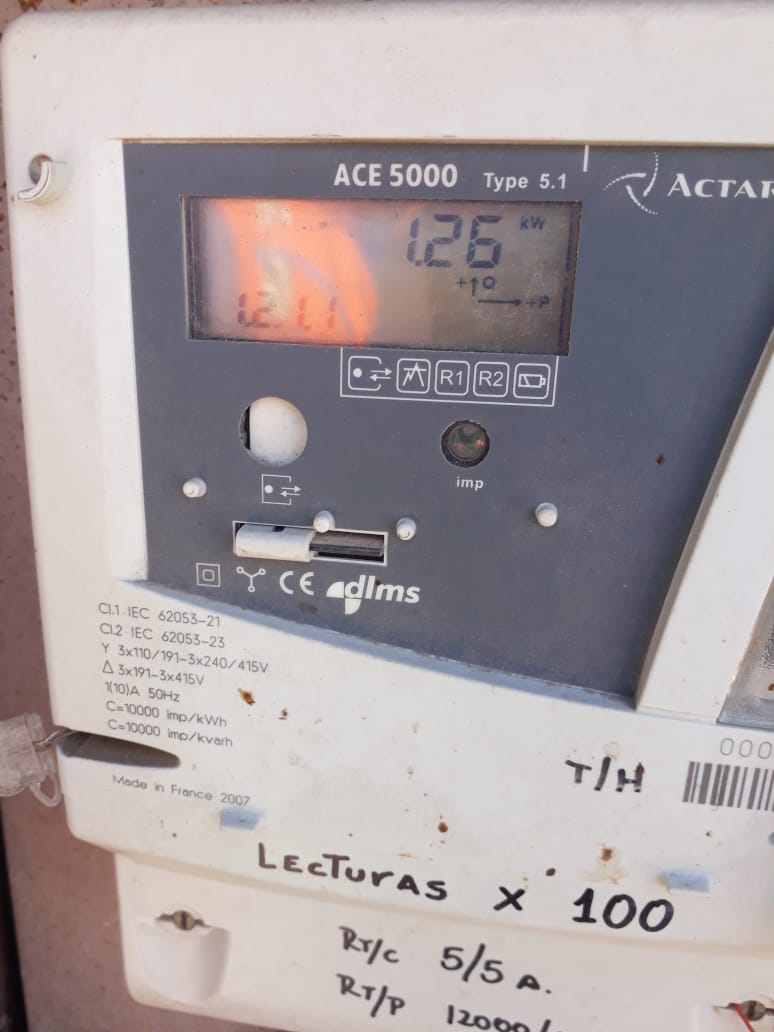 ACE 5000 Type 5.1 ACTAR
1.26 kW
+Q
+P
1.2.1.1
R1 R2
imp
CE dlms
Cl.1 IEC 62053-21
Cl.2 IEC 62053-23
Y 3x110/191-3x240/415V
Δ 3x191-3x415V
1(10)A 50Hz
C=10000 imp/kWh
C=10000 imp/kvarh
000
T/H
Made in France 2007
LECTURAS X 100
RT/C 5/5 A.
RT/P 12000/